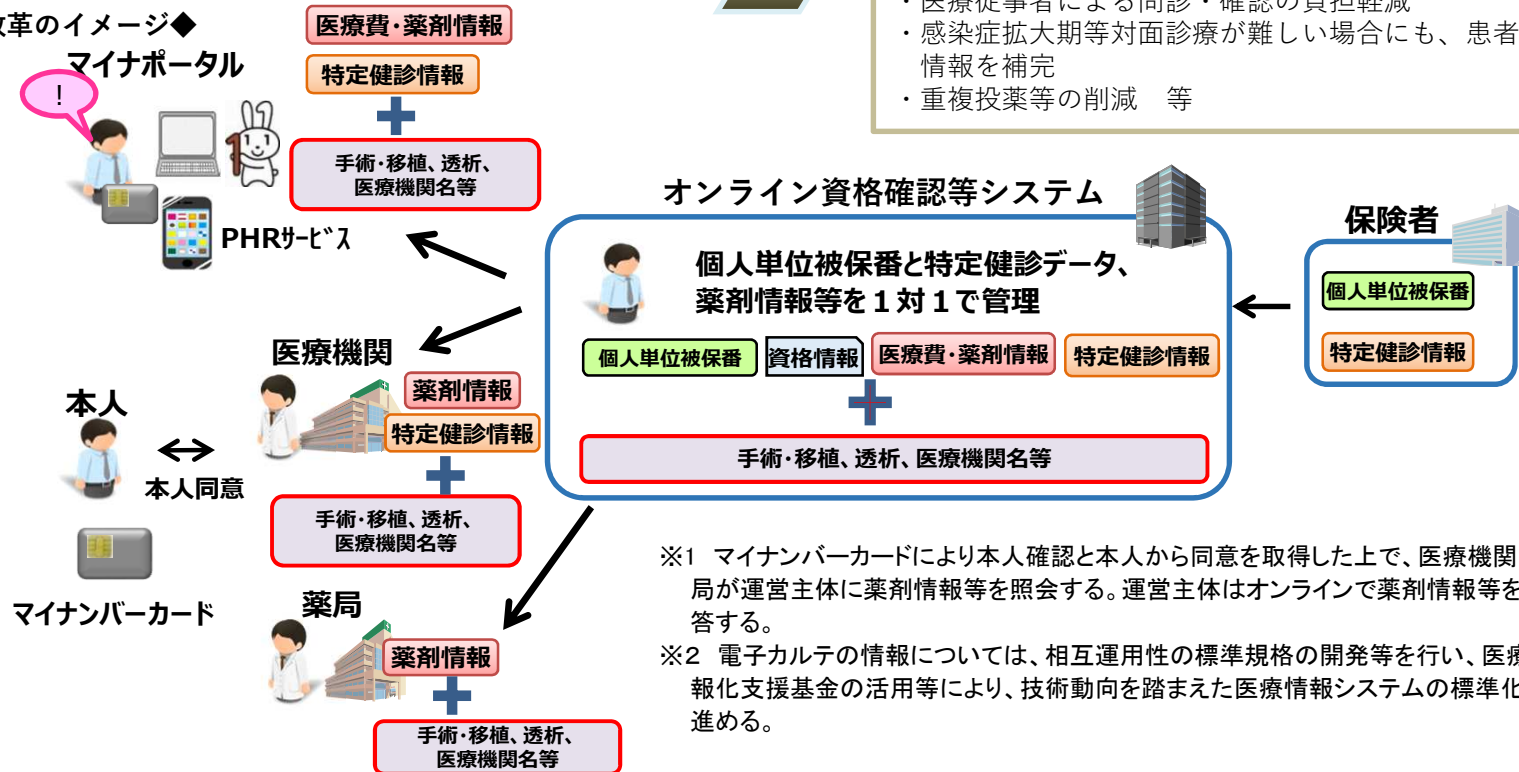 改革のイメージ◆
・医療従事者による問診・確認の負担軽減
・感染症拡大期等対面診療が難しい場合にも、患者
情報を補完
・重複投薬等の削減　等
マイナポータル
!
医療費・薬剤情報
特定健診情報
手術・移植、透析、
医療機関名等
PHRｻｰﾋﾞｽ
オンライン資格確認等システム
個人単位被保番と特定健診データ、
薬剤情報等を１対１で管理
個人単位被保番
資格情報
医療費・薬剤情報
特定健診情報
手術・移植、透析、医療機関名等
保険者
個人単位被保番
特定健診情報
医療機関
薬剤情報
特定健診情報
手術・移植、透析、
医療機関名等
本人
本人同意
マイナンバーカード
薬局
薬剤情報
手術・移植、透析、
医療機関名等
※1　マイナンバーカードにより本人確認と本人から同意を取得した上で、医療機関
局が運営主体に薬剤情報等を照会する。運営主体はオンラインで薬剤情報等を
答する。
※２　電子カルテの情報については、相互運用性の標準規格の開発等を行い、医療
報化支援基金の活用等により、技術動向を踏まえた医療情報システムの標準化
進める。